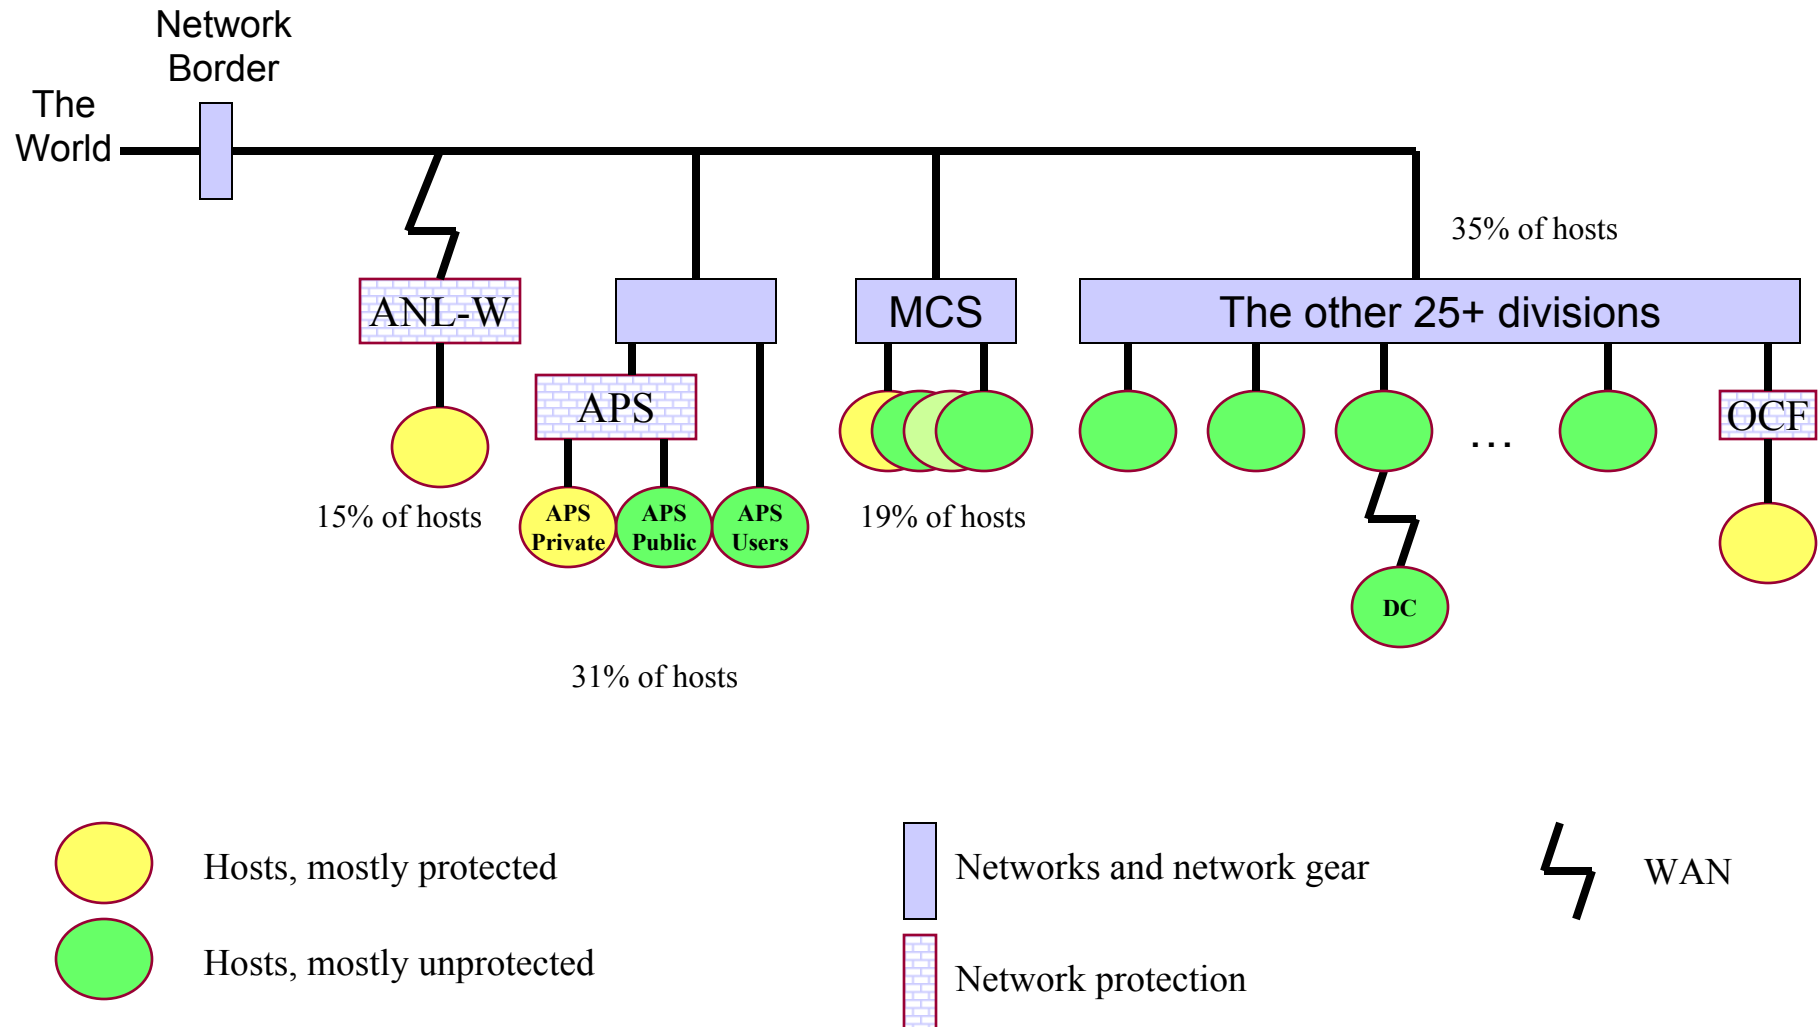 Network
Border
The
World
35% of hosts
ANL-W
MCS
The other 25+ divisions
APS
OCF
...
15% of hosts
APS
Private
APS
Public
APS
Users
19% of hosts
DC
31% of hosts
Hosts, mostly protected
Networks and network gear
WAN
Hosts, mostly unprotected
Network protection